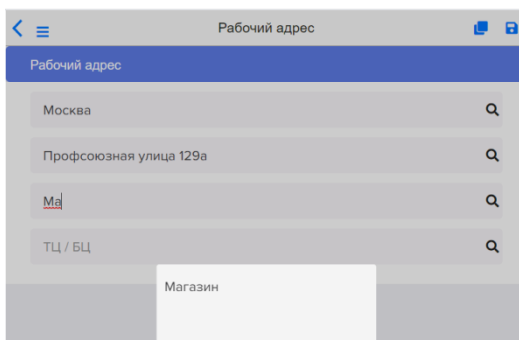 Рабочий адрес
Рабочий адрес
Москва
Профсоюзная улица 129а
Ма
ТЦ / БЦ
Магазин